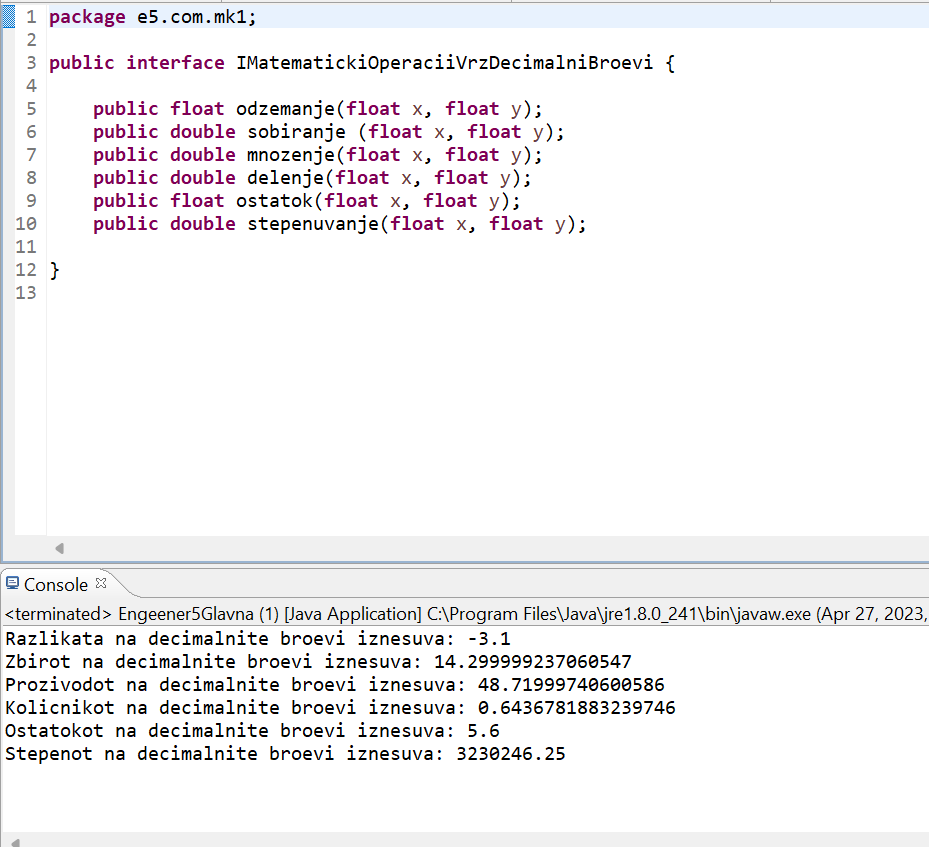 1 package e5.com.mk1;
2
3 public interface IMatematickiOperaciiVrzDecimalniBroevi {
4
5 public float odzemanje(float x, float y);
6 public double sobiranje (float x, float y);
7 public double mnozenje(float x, float y);
8 public double delenje(float x, float y);
9 public float ostatok(float x, float y);
10 public double stepenuvanje(float x, float y);
11
12 }
13
Console
<terminated> Engeener5Glavna (1) [Java Application] C:\Program Files\Java\jre1.8.0_241\bin\javaw.exe (Apr 27, 2023,
Razlikata na decimalnite broevi iznesuva: -3.1
Zbirot na decimalnite broevi iznesuva: 14.299999237060547
Prozivodot na decimalnite broevi iznesuva: 48.71999740600586
Kolicnikot na decimalnite broevi iznesuva: 0.6436781883239746
Ostatokot na decimalnite broevi iznesuva: 5.6
Stepenot na decimalnite broevi iznesuva: 3230246.25